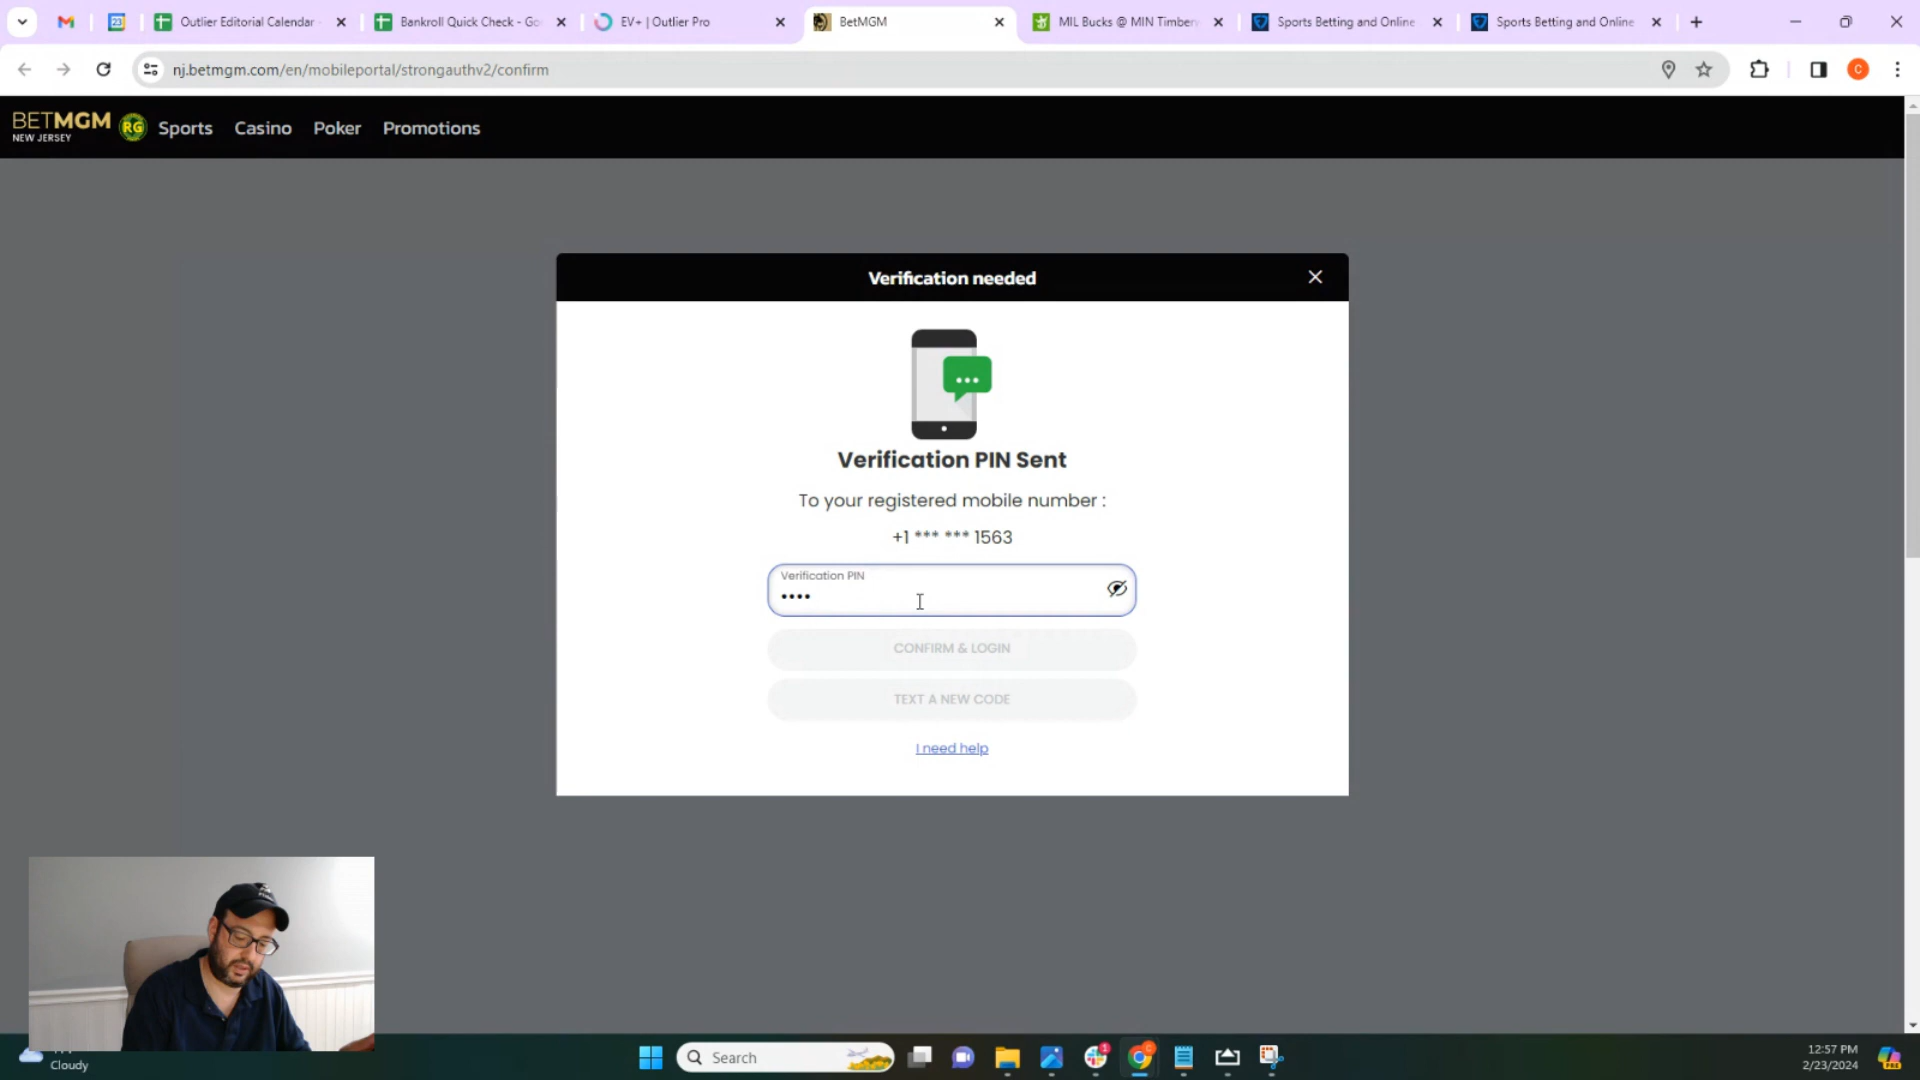 Outlier Editorial Calendar
Bankroll Quick Check - Go
EV+ | Outlier Pro
BetMGM
MIL Bucks @ MIN Timberw
Sports Betting and Online
Sports Betting and Online
nj.betmgm.com/en/mobileportal/strongauthv2/confirm
C
BETMGM
NEW JERSEY
RG
Sports
Casino
Poker
Promotions
Verification needed
Verification PIN Sent
To your registered mobile number :
+1 *** *** 1563
Verification PIN
••••
CONFIRM & LOGIN
TEXT A NEW CODE
I need help
Cloudy
Search
12:57 PM
2/23/2024